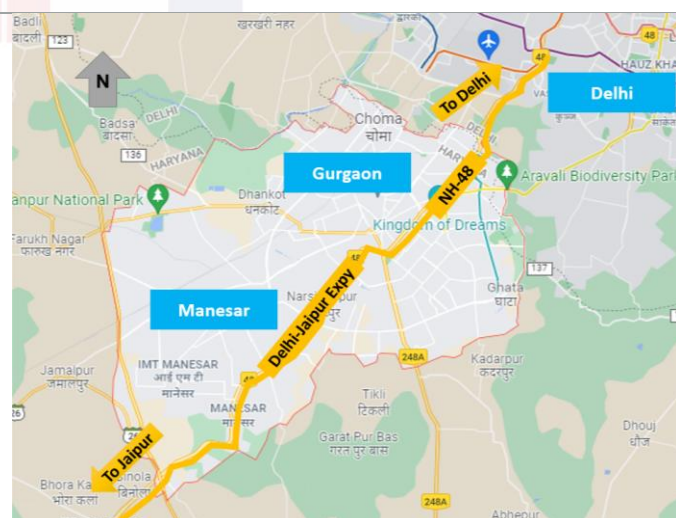 Badli
बादली
123
खरखरी नहर
48
HAUZ KHA
N
To Delhi
Delhi
Badsa
बादसा
DELHI
HARYANA
136
Choma
चोमा
DELHI
Gurgaon
NH-48
Aravali Biodiversity Park
anpur National Park
Dhankot
धनकोट
Kingdom of Dreams
Farukh Nagar
फारुख नगर
48
137
Ghata
घाटा
Manesar
Delhi-Jaipur Expy
IMT MANESAR
आई एम टी
मानेसर
248A
Kadarpur
कदरपुर
Jamalpur
जमालपुर
MANESAR
Tikli
टिकली
Dhouj
धौज
Garat Pur Bas
गरत पुर बास
To Jaipur
Bhora Ka
भोरा कलां
Binola
बिनोला
248A
Abhepur